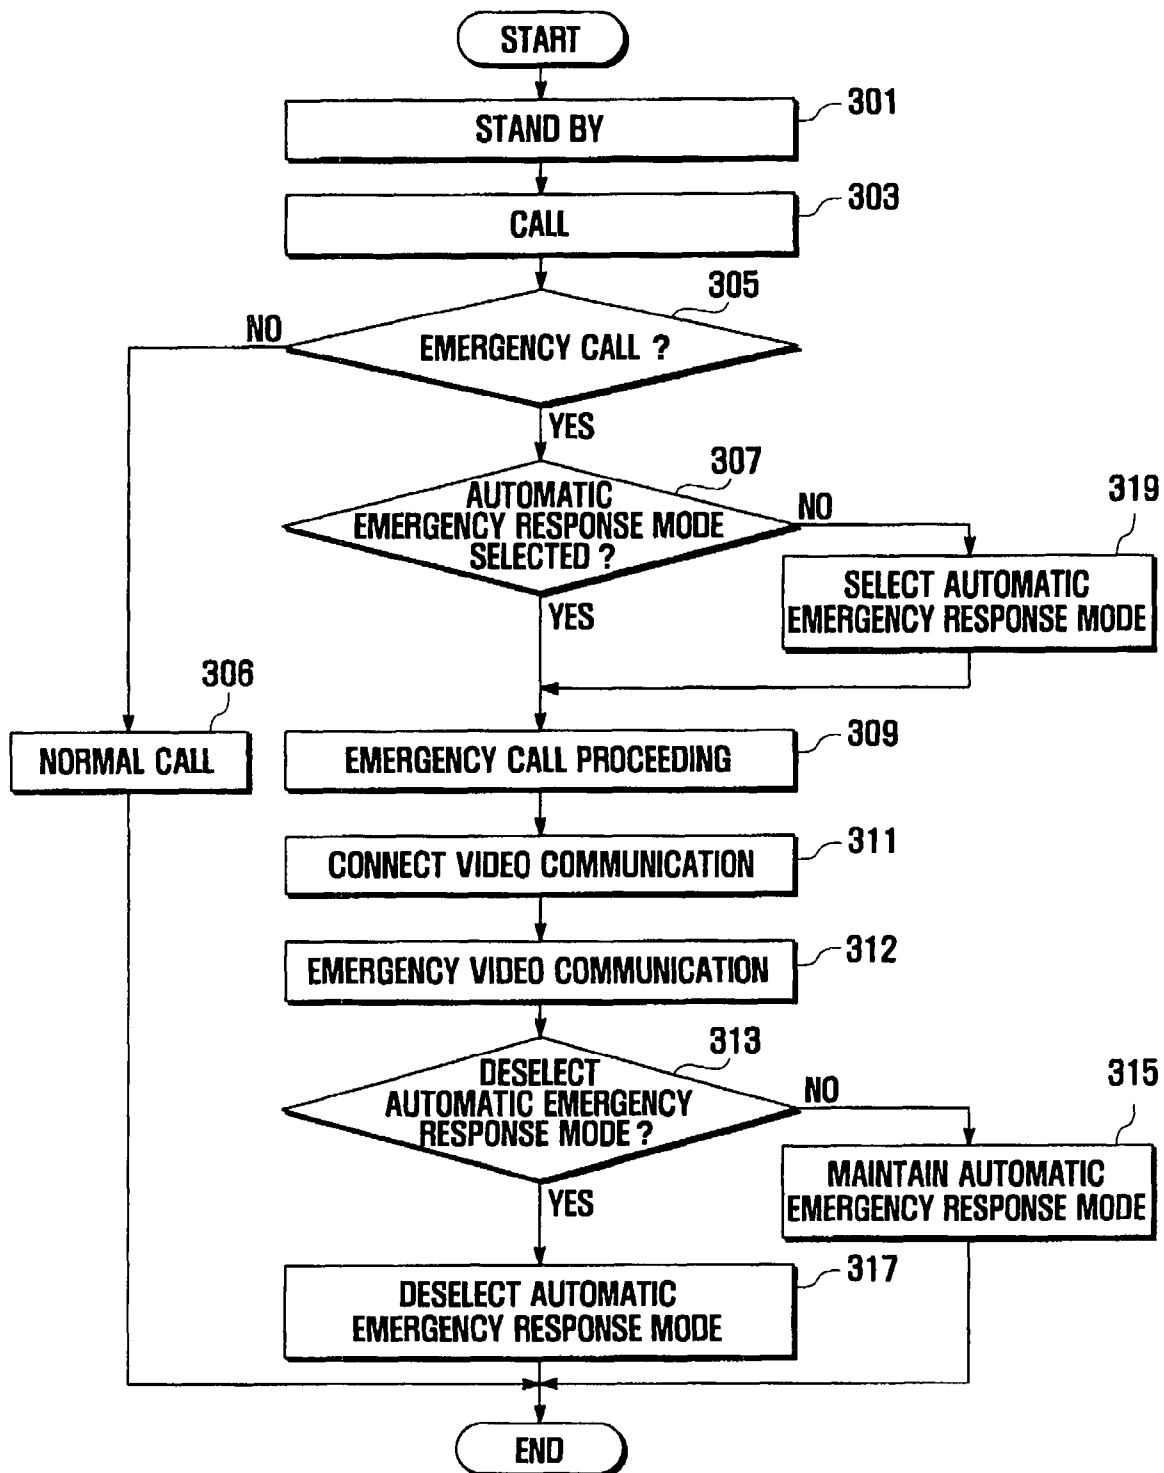 START
STAND BY
301
CALL
303
305
EMERGENCY CALL ?
NO
YES
307
AUTOMATIC
EMERGENCY RESPONSE MODE
SELECTED ?
NO
YES
319
SELECT AUTOMATIC
EMERGENCY RESPONSE MODE
306
NORMAL CALL
EMERGENCY CALL PROCEEDING
309
CONNECT VIDEO COMMUNICATION
311
EMERGENCY VIDEO COMMUNICATION
312
313
DESELECT
AUTOMATIC EMERGENCY
RESPONSE MODE ?
NO
YES
315
MAINTAIN AUTOMATIC
EMERGENCY RESPONSE MODE
317
DESELECT AUTOMATIC
EMERGENCY RESPONSE MODE
END